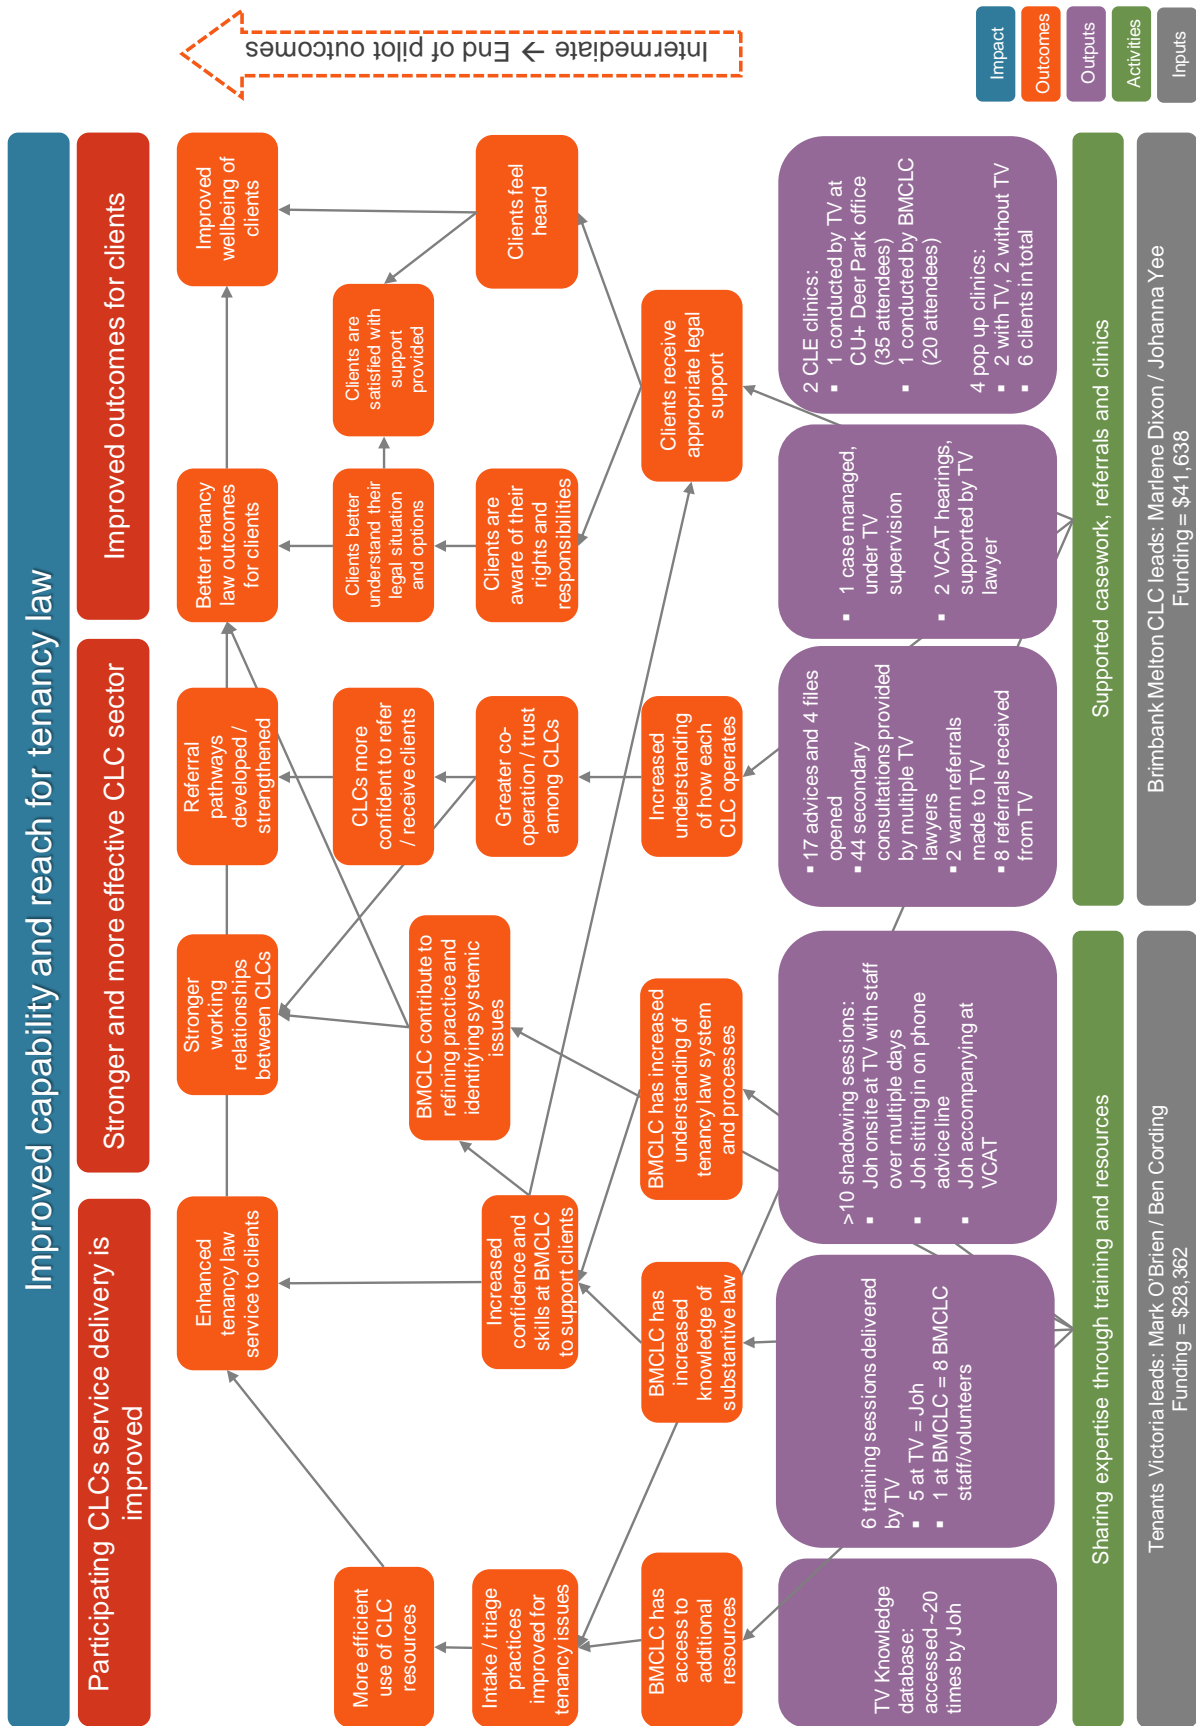 Improved capability and reach for tenancy law
Participating CLCs service delivery is
improved
Stronger and more effective CLC sector
Improved outcomes for clients
Enhanced
tenancy law
service to clients
Stronger
working
relationships
between CLCs
Referral
pathways
developed /
strengthened
Better tenancy
law outcomes
for clients
Improved
wellbeing of
clients
More efficient
use of CLC
resources
CLCs more
confident to refer
/ receive clients
Clients better
understand their
legal situation
and options
Clients are
satisfied with
support
provided
BMCLC contribute to
refining practice and
identifying systemic
issues
Intake / triage
practices
improved for
tenancy issues
Increased
confidence and
skills at BMCLC
to support clients
Greater co-
operation / trust
among CLCs
Clients are
aware of their
rights and
responsibilities
Clients feel
heard
BMCLC has
access to
additional
resources
BMCLC has
increased
knowledge of
substantive law
BMCLC has increased
understanding of
tenancy law system
and processes
Increased
understanding
of how each
CLC operates
Clients receive
appropriate legal
support
TV Knowledge
database:
accessed ~20
times by Joh
6 training sessions delivered
by TV
▪ 5 at TV = Joh
▪ 1 at BMCLC = 8 BMCLC
staff/volunteers
>10 shadowing sessions:
▪ Joh onsite at TV with staff
over multiple days
▪ Joh sitting in on phone
advice line
▪ Joh accompanying at
VCAT
▪ 17 advices and 4 files
opened
▪ 44 secondary
consultations provided
by multiple TV
lawyers
▪ 2 warm referrals
made to TV
▪ 8 referrals received
from TV
▪ 1 case managed,
under TV
supervision
▪ 2 VCAT hearings,
supported by TV
lawyer
2 CLE clinics:
▪ 1 conducted by TV at
CU+ Deer Park office
(35 attendees)
▪ 1 conducted by BMCLC
(20 attendees)
4 pop up clinics:
▪ 2 with TV, 2 without TV
▪ 6 clients in total
Sharing expertise through training and resources
Supported casework, referrals and clinics
Tenants Victoria leads: Mark O'Brien / Ben Cording
Funding = $28,362
Brimbank Melton CLC leads: Marlene Dixon / Johanna Yee
Funding = $41,638
Intermediate → End of pilot outcomes
Impact
Outcomes
Outputs
Activities
Inputs